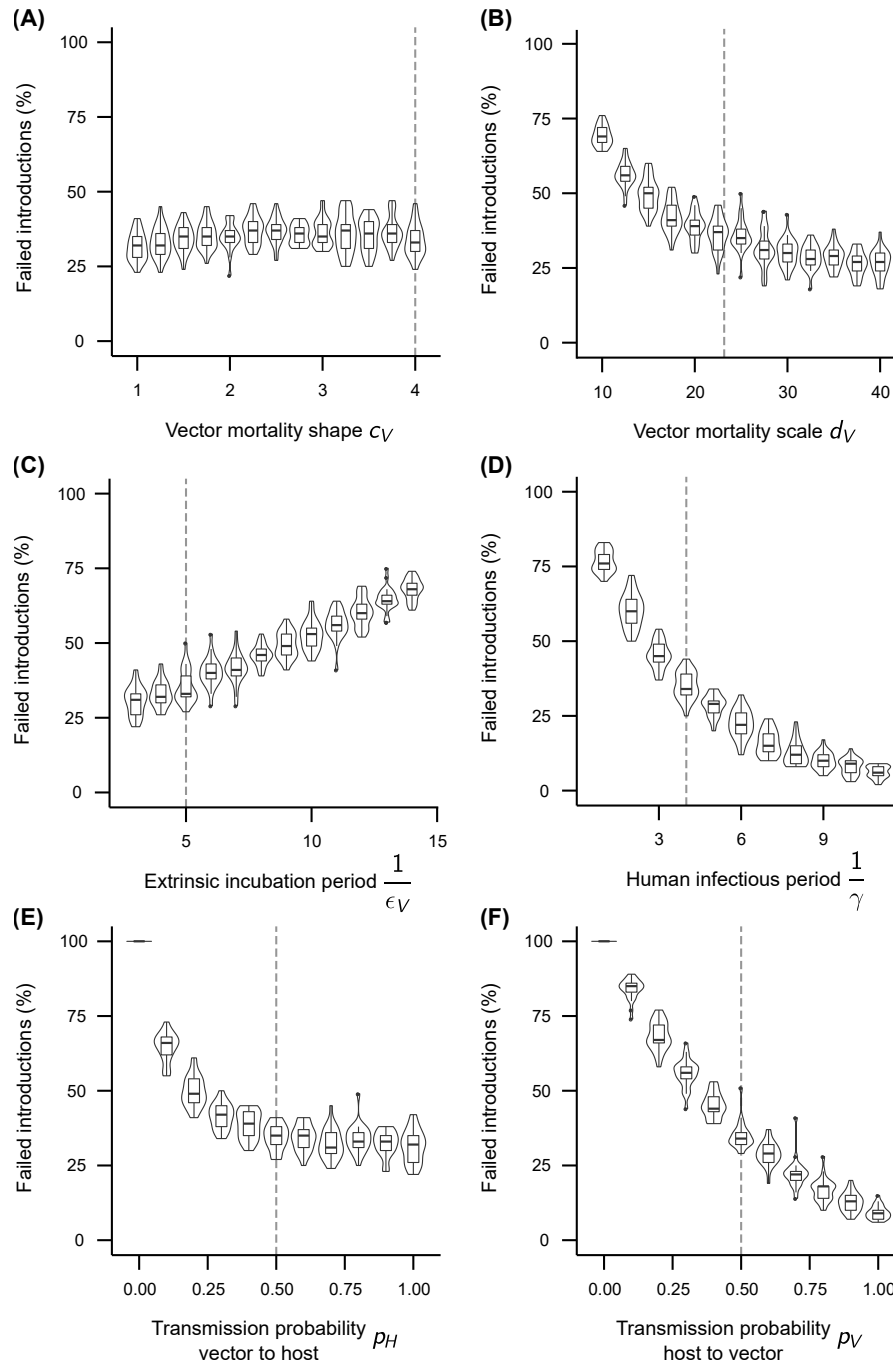 (A)
100
75
50
25
0
Failed introductions (%)
1 2 3 4
Vector mortality shape c_V
(B)
100
75
50
25
0
Failed introductions (%)
10 20 30 40
Vector mortality scale d_V
(C)
100
75
50
25
0
Failed introductions (%)
5 10 15
Extrinsic incubation period 1/ϵ_V
(D)
100
75
50
25
0
Failed introductions (%)
3 6 9
Human infectious period 1/γ
(E)
100
75
50
25
0
Failed introductions (%)
0.00 0.25 0.50 0.75 1.00
Transmission probability p_H
vector to host
(F)
100
75
50
25
0
Failed introductions (%)
0.00 0.25 0.50 0.75 1.00
Transmission probability p_V
host to vector